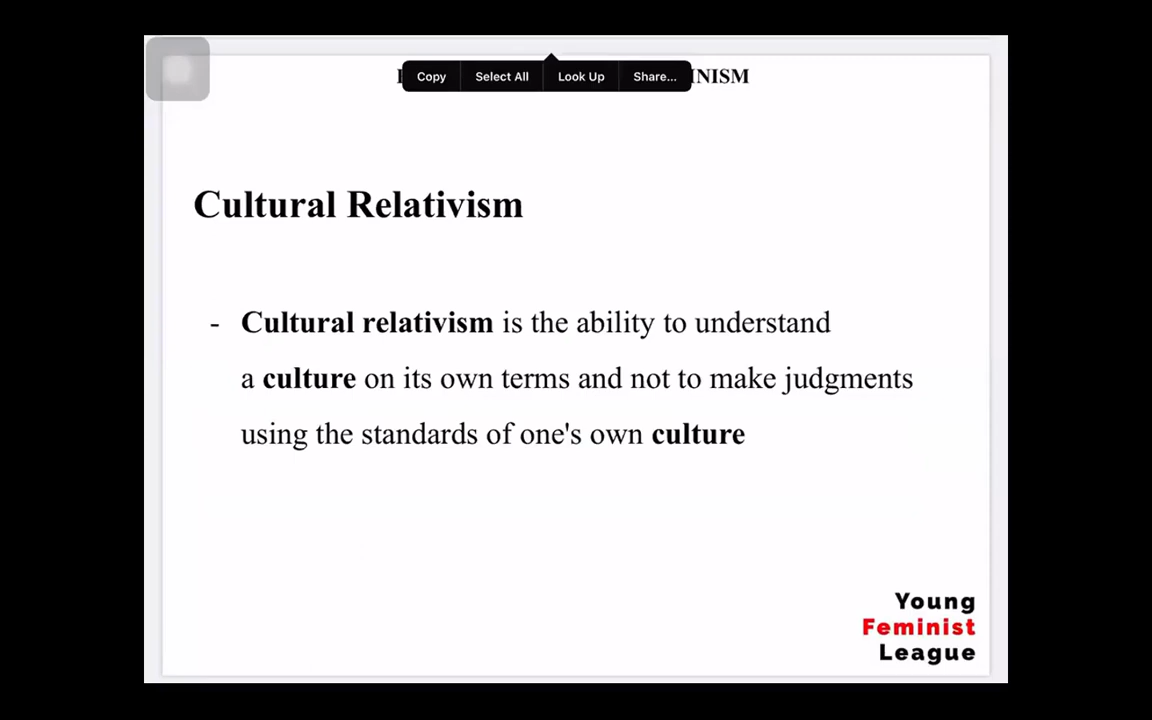 Copy Select All Look Up Share...
Cultural Relativism
- Cultural relativism is the ability to understand
a culture on its own terms and not to make judgments
using the standards of one's own culture
Young
Feminist
League